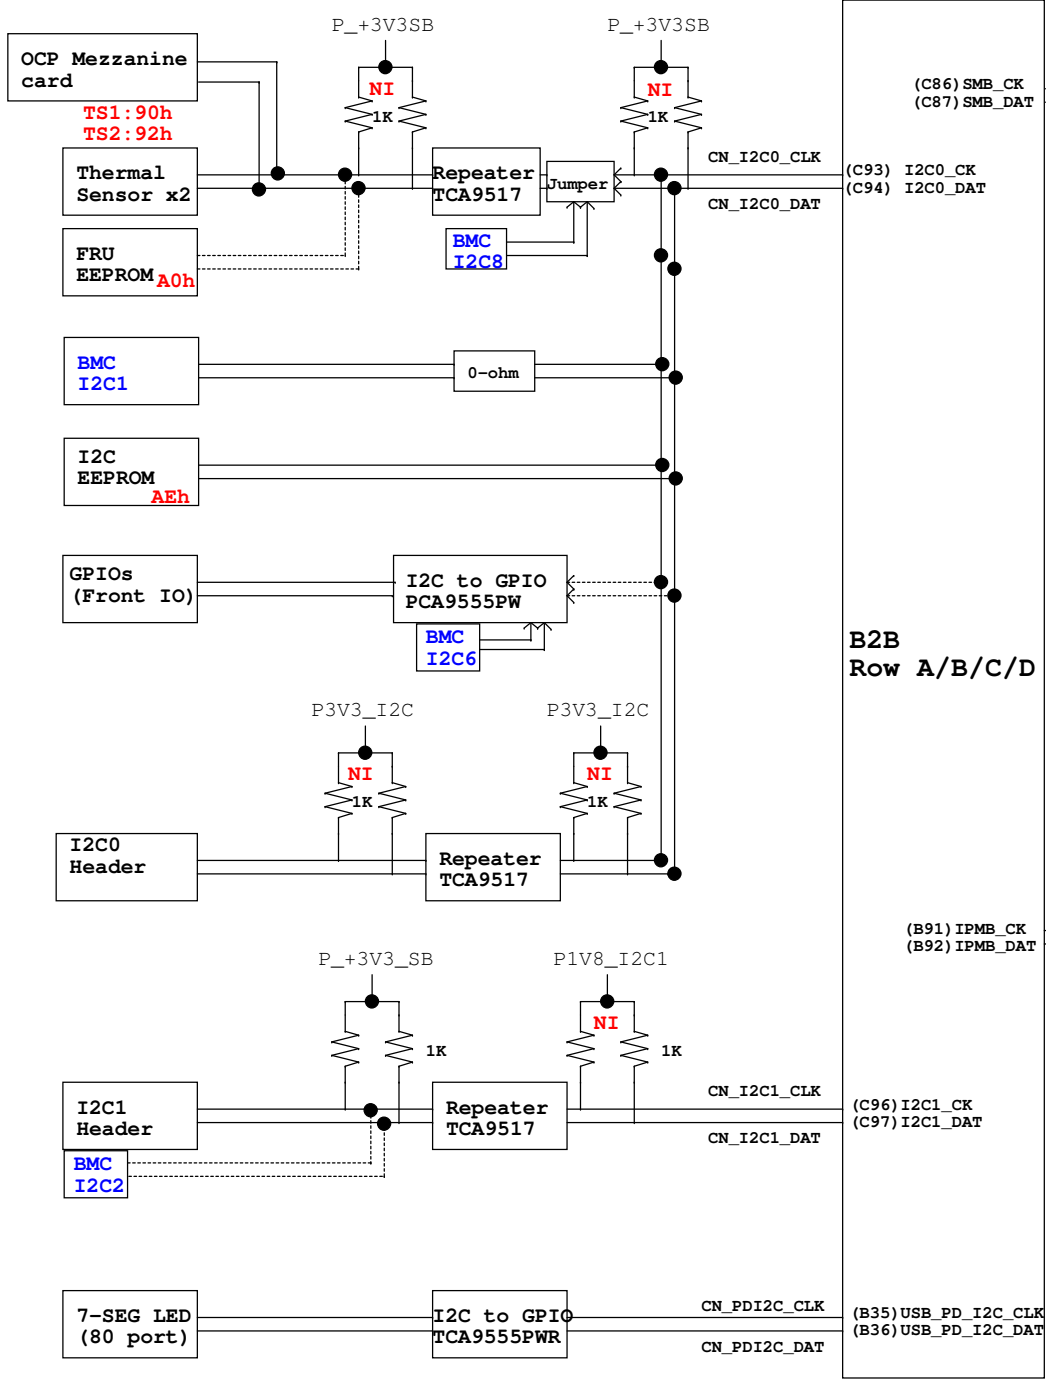 P_+3V3SB
P_+3V3SB
OCP Mezzanine
card
NI
1K
NI
1K
(C86)SMB_CK
(C87)SMB_DAT
TS1:90h
TS2:92h
Thermal
Sensor x2
Repeater
TCA9517
Jumper
CN_I2C0_CLK
CN_I2C0_DAT
(C93) I2C0_CK
(C94) I2C0_DAT
BMC
I2C8
FRU
EEPROM
A0h
BMC
I2C1
0-ohm
I2C
EEPROM
AEh
GPIOs
(Front IO)
I2C to GPIO
PCA9555PW
BMC
I2C6
B2B
Row A/B/C/D
P3V3_I2C
P3V3_I2C
NI
1K
NI
1K
I2C0
Header
Repeater
TCA9517
(B91)IPMB_CK
(B92)IPMB_DAT
P_+3V3_SB
P1V8_I2C1
1K
NI
1K
I2C1
Header
Repeater
TCA9517
CN_I2C1_CLK
CN_I2C1_DAT
(C96)I2C1_CK
(C97)I2C1_DAT
BMC
I2C2
7-SEG LED
(80 port)
I2C to GPIO
TCA9555PWR
CN_PDI2C_CLK
CN_PDI2C_DAT
(B35)USB_PD_I2C_CLK
(B36)USB_PD_I2C_DAT